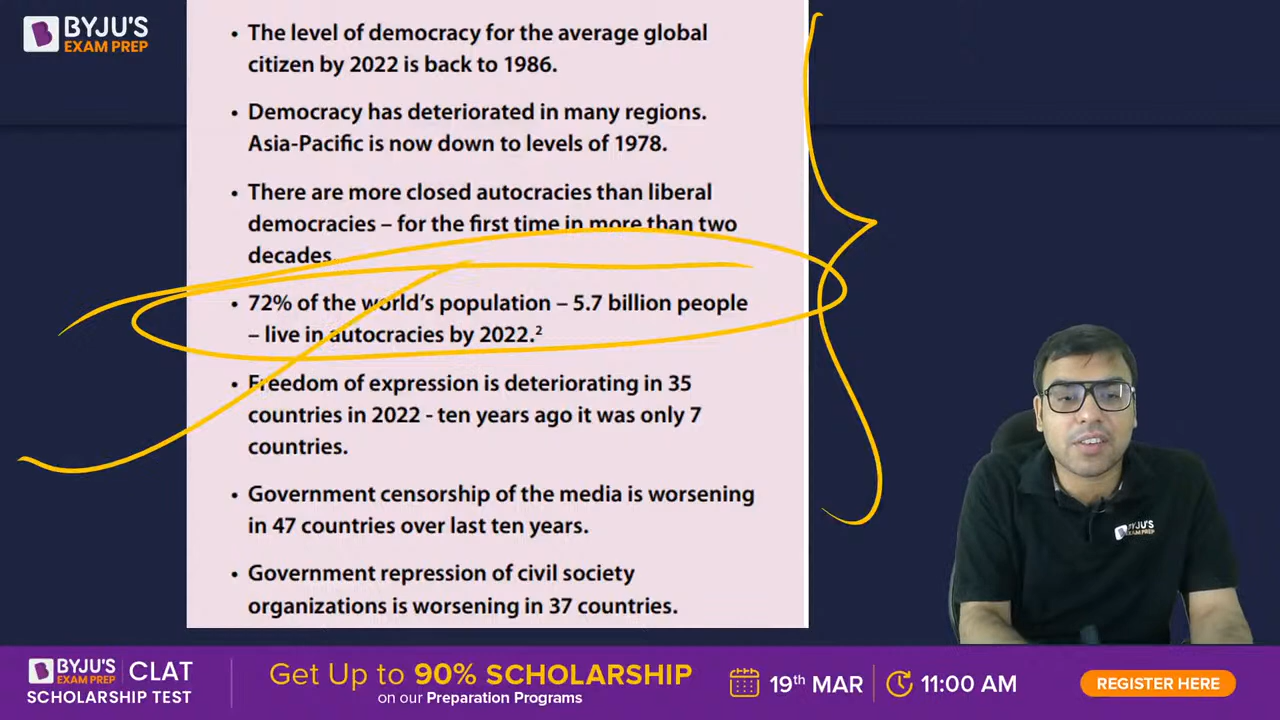 BYJU'S
EXAM PREP
• The level of democracy for the average global
citizen by 2022 is back to 1986.
• Democracy has deteriorated in many regions.
Asia-Pacific is now down to levels of 1978.
• There are more closed autocracies than liberal
democracies – for the first time in more than two
decades.
• 72% of the world's population – 5.7 billion people
– live in autocracies by 2022.²
• Freedom of expression is deteriorating in 35
countries in 2022 - ten years ago it was only 7
countries.
• Government censorship of the media is worsening
in 47 countries over last ten years.
• Government repression of civil society
organizations is worsening in 37 countries.
BYJU'S
EXAM PREP
BYJU'S
EXAM PREP
CLAT
SCHOLARSHIP TEST
Get Up to 90% SCHOLARSHIP
on our Preparation Programs
19th MAR
11:00 AM
REGISTER HERE